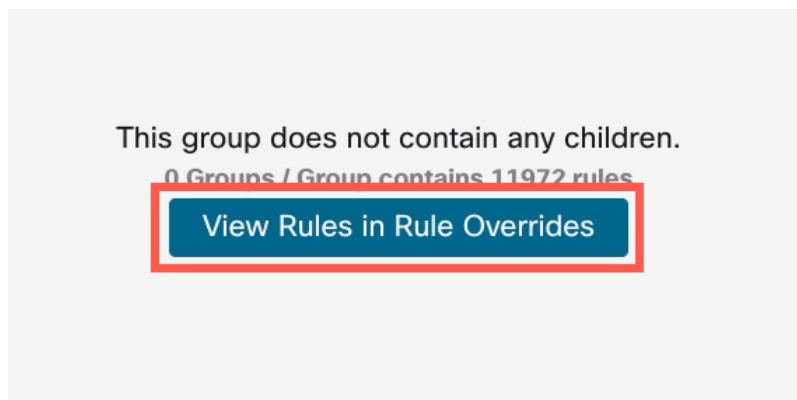 This group does not contain any children.
0 Groups / Group contains 11972 rules
View Rules in Rule Overrides